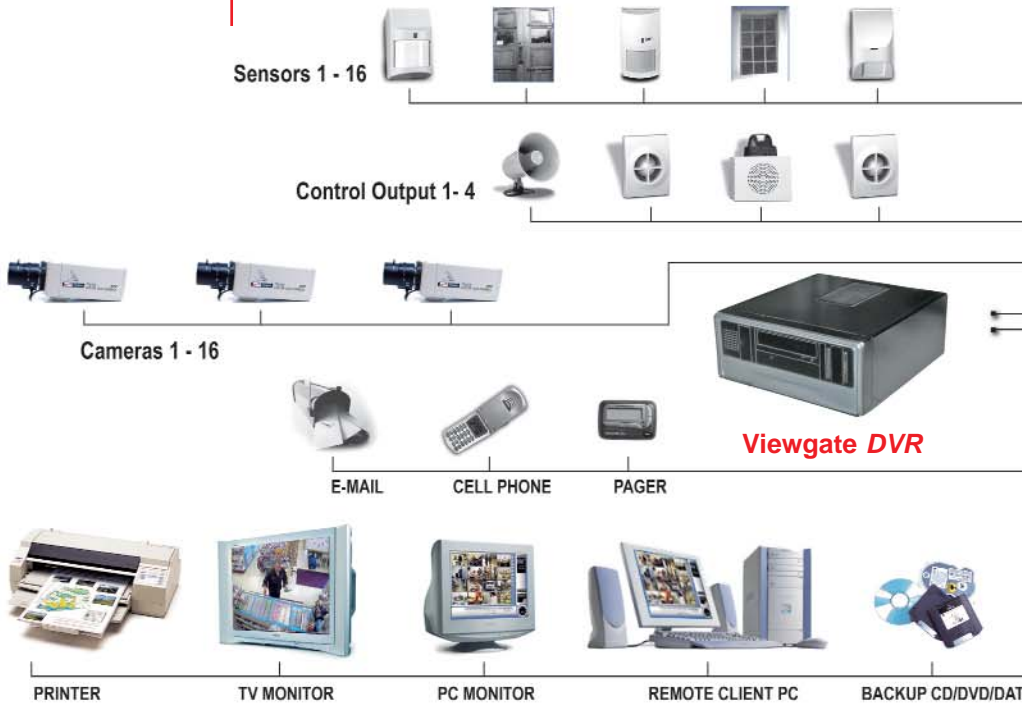 Sensors 1 - 16
Control Output 1- 4
Cameras 1 - 16
Viewgate DVR
E-MAIL
CELL PHONE
PAGER
PRINTER
TV MONITOR
PC MONITOR
REMOTE CLIENT PC
BACKUP CD/DVD/DAT